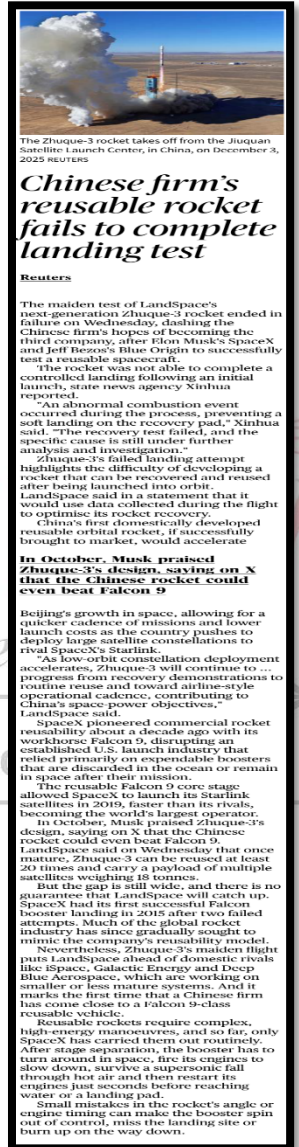 The Zhuque-3 rocket takes off from the Jiuquan
Satellite Launch Center, in China, on December 3,
2025 REUTERS
Chinese firm's
reusable rocket
fails to complete
landing test
Reuters
The maiden test of LandSpace's
next-generation Zhuque-3 rocket ended in
failure on Wednesday, dashing the
Chinese firm's hopes of becoming the
third company, after Elon Musk's SpaceX
and Jeff Bezos's Blue Origin to successfully
test a reusable spacecraft.
The rocket was not able to complete a
controlled landing following an initial
launch, state news agency Xinhua
reported.
"An abnormal combustion event
occurred during the process, preventing a
soft landing on the recovery pad," Xinhua
said. "The recovery test failed, and the
specific cause is still under further
analysis and investigation."
Zhuque-3's failed landing attempt
highlights the difficulty of developing a
rocket that can be recovered and reused
after being launched into orbit.
LandSpace said in a statement that it
would use data collected during the flight
to optimise its rocket recovery.
China's first domestically developed
reusable orbital rocket, if successfully
brought to market, would accelerate
In October, Musk praised
Zhuque-3's design, saying on X
that the Chinese rocket could
even beat Falcon 9
Beijing's growth in space, allowing for a
quicker cadence of missions and lower
launch costs as the country pushes to
deploy large satellite constellations to
rival SpaceX's Starlink.
"As low-orbit constellation deployment
accelerates, Zhuque-3 will continue to ...
progress from recovery demonstrations to
routine reuse and toward airline-style
operational cadence, contributing to
China's space-power objectives,"
LandSpace said.
SpaceX pioneered commercial rocket
reusability about a decade ago with its
workhorse Falcon 9, disrupting an
established U.S. launch industry that
relied primarily on expendable boosters
that are discarded in the ocean or remain
in space after their mission.
The reusable Falcon 9 core stage
allowed SpaceX to launch its Starlink
satellites in 2019, faster than its rivals,
becoming the world's largest operator.
In October, Musk praised Zhuque-3's
design, saying on X that the Chinese
rocket could even beat Falcon 9.
LandSpace said on Wednesday that once
mature, Zhuque-3 can be reused at least
20 times and carry a payload of multiple
satellites weighing 18 tonnes.
But the gap is still wide, and there is no
guarantee that LandSpace will catch up.
SpaceX had its first successful Falcon
booster landing in 2015 after two failed
attempts. Much of the global rocket
industry has since gradually sought to
mimic the company's reusability model.
Nevertheless, Zhuque-3's maiden flight
puts LandSpace ahead of domestic rivals
like iSpace, Galactic Energy and Deep
Blue Aerospace, which are working on
smaller or less mature systems. And it
marks the first time that a Chinese firm
has come close to a Falcon 9-class
reusable vehicle.
Reusable rockets require complex,
high-energy manoeuvres, and so far, only
SpaceX has carried them out routinely.
After stage separation, the booster has to
turn around in space, fire its engines to
slow down, survive a supersonic fall
through hot air and then restart its
engines just seconds before reaching
water or a landing pad.
Small mistakes in the rocket's angle or
engine timing can make the booster spin
out of control, miss the landing site or
burn up on the way down.